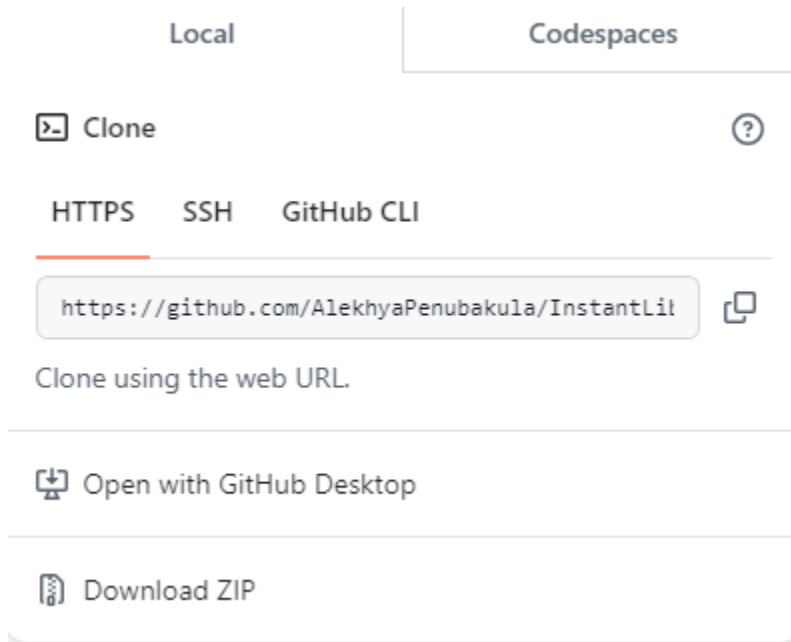 Local Codespaces
Clone
HTTPS SSH GitHub CLI
https://github.com/AlekhyaPenubakula/InstantLib
Clone using the web URL.
Open with GitHub Desktop
Download ZIP